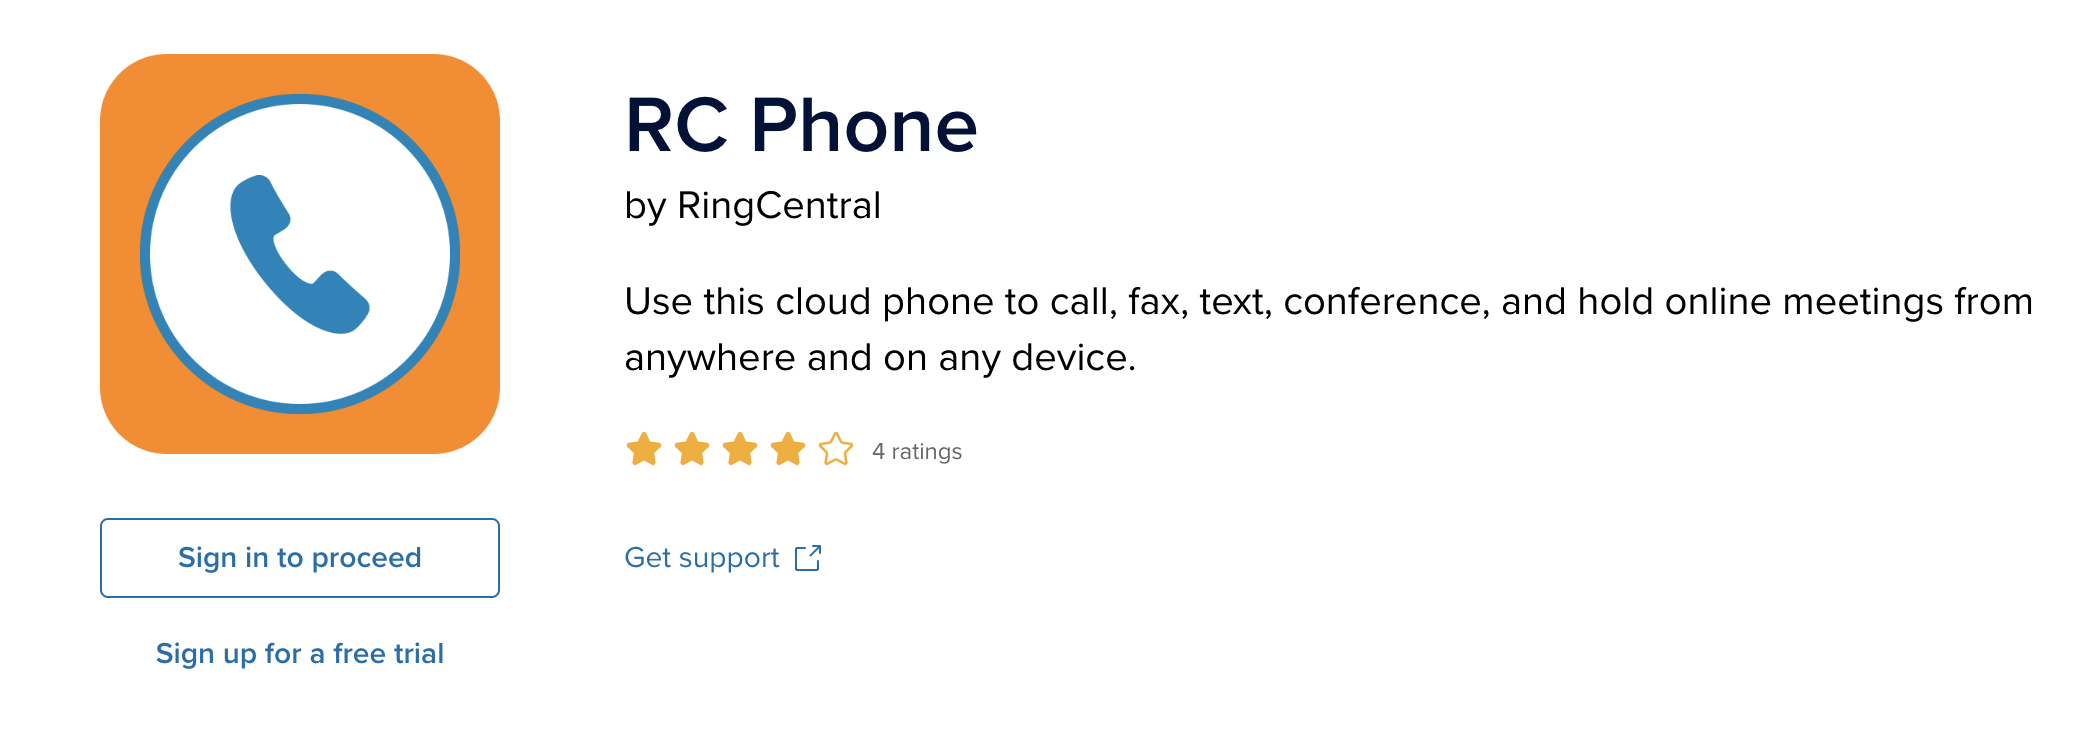 RC Phone
by RingCentral
Use this cloud phone to call, fax, text, conference, and hold online meetings from
anywhere and on any device.
4 ratings
Sign in to proceed
Get support
Sign up for a free trial